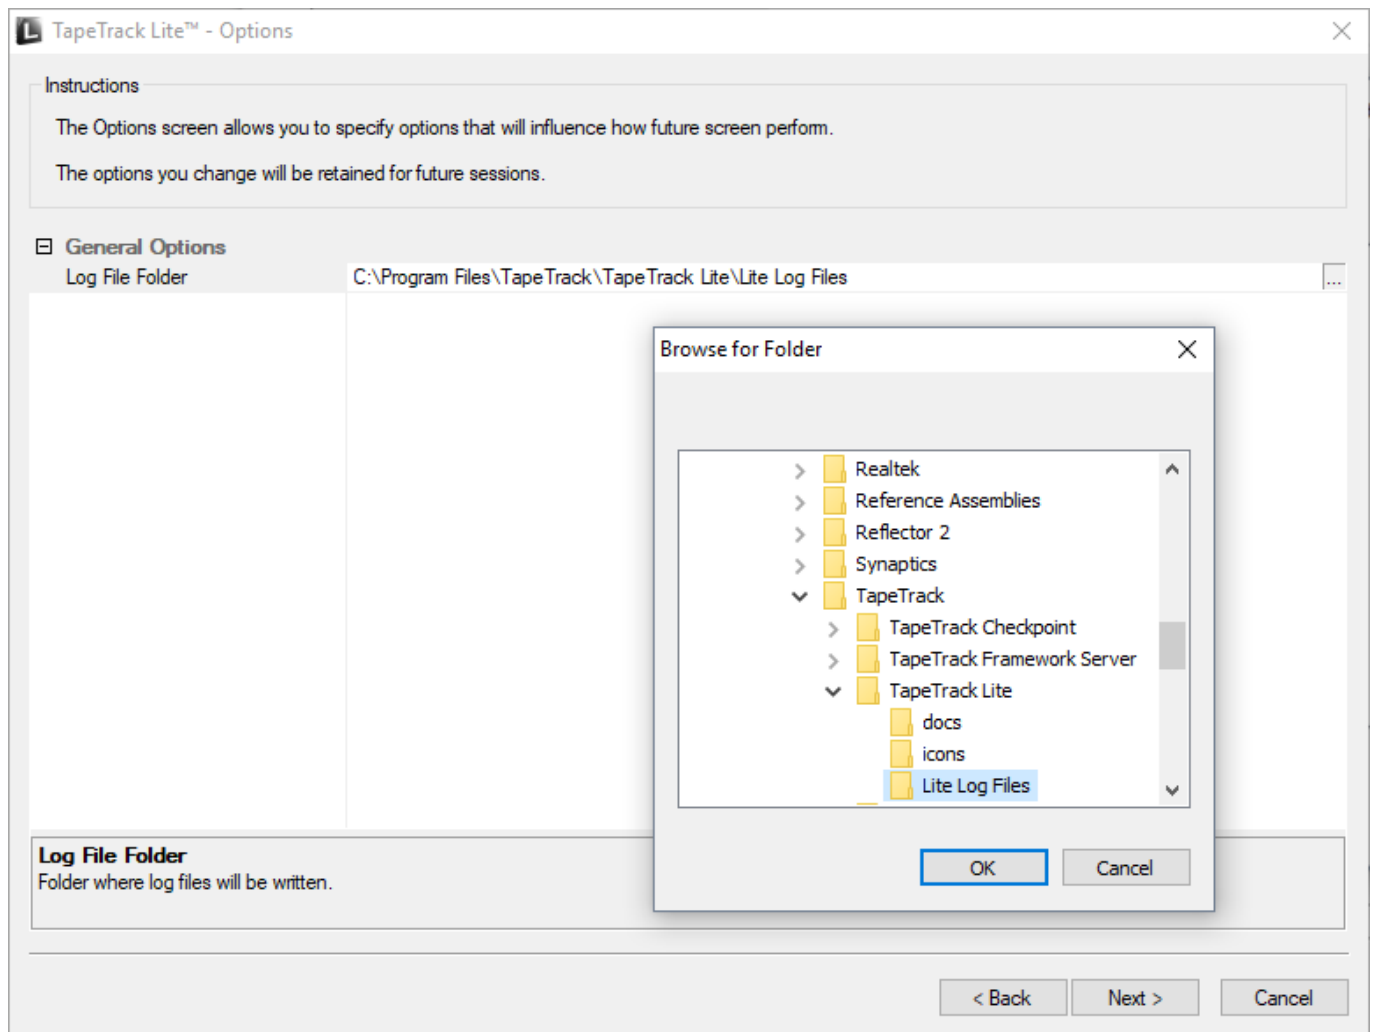 TapeTrack Lite™ - Options
Instructions
The Options screen allows you to specify options that will influence how future screen perform.
The options you change will be retained for future sessions.
General Options
Log File Folder C:\Program Files\TapeTrack\TapeTrack Lite\Lite Log Files ...
Browse for Folder
Realtek
Reference Assemblies
Reflector 2
Synaptics
TapeTrack
TapeTrack Checkpoint
TapeTrack Framework Server
TapeTrack Lite
docs
icons
Lite Log Files
OK Cancel
Log File Folder
Folder where log files will be written.
< Back Next > Cancel